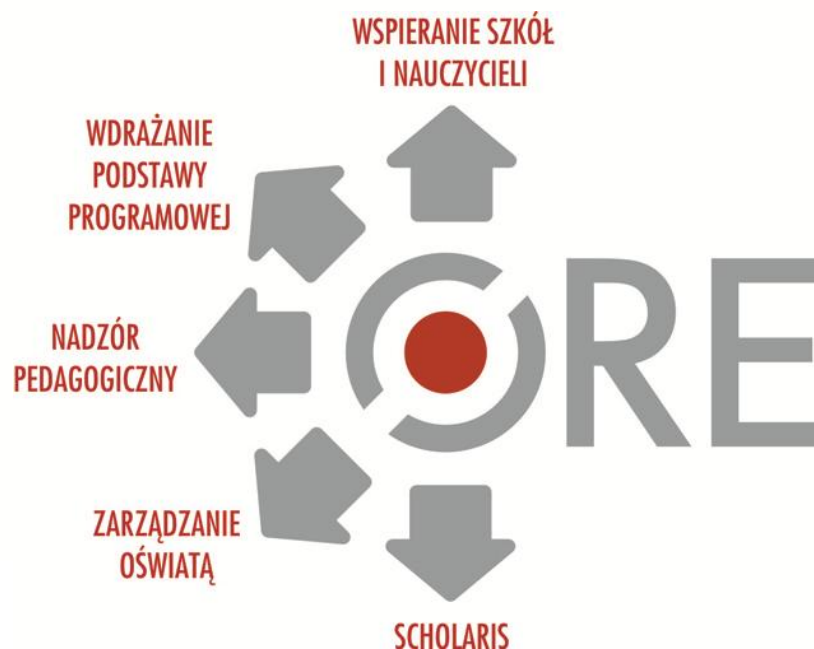 WSPIERANIE SZKÓŁ
I NAUCZYCIELI
WDRAŻANIE
PODSTAWY
PROGRAMOWEJ
ORE
NADZÓR
PEDAGOGICZNY
ZARZĄDZANIE
OŚWIATĄ
SCHOLARIS